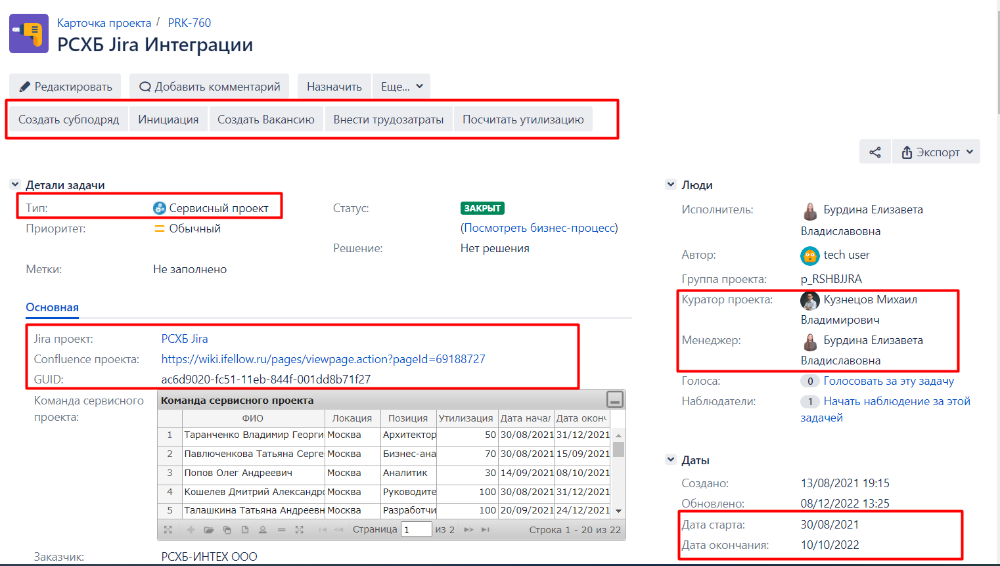 Карточка проекта / PRK-760
РСХБ Jira Интеграции
Редактировать Добавить комментарий Назначить Еще...
Создать субподряд Инициация Создать Вакансию Внести трудозатраты Посчитать утилизацию
Экспорт
Детали задачи
Тип: Сервисный проект
Статус: ЗАКРЫТ
Приоритет: Обычный
(Посмотреть бизнес-процесс)
Решение: Нет решения
Метки: Не заполнено
Основная
Jira проект: РСХБ Jira
Confluence проекта: https://wiki.ifellow.ru/pages/viewpage.action?pageId=69188727
GUID: ac6d9020-fc51-11eb-844f-001dd8b71f27
Команда сервисного
проекта:
Команда сервисного проекта
ФИО Локация Позиция Утилизация Дата начал Дата оконч
1 Таранченко Владимир Георги Москва Архитектор 50 30/08/2021 31/12/2021
2 Павлюченкова Татьяна Серге Москва Бизнес-ана 70 30/08/2021 15/09/2021
3 Попов Олег Андреевич Москва Аналитик 30 14/09/2021 08/10/2021
4 Кошелев Дмитрий Александро Москва Руководите 100 30/08/2021 31/12/2021
5 Талашкина Татьяна Андреевн Москва Разработчи 100 20/09/2021 24/12/2021
Страница 1 из 2 Строка 1 - 20 из 22
Заказчик: РСХБ-ИНТЕХ ООО
Люди
Исполнитель: Бурдина Елизавета
Владиславовна
Автор: tech user
Группа проекта: p_RSHBJJRA
Куратор проекта: Кузнецов Михаил
Владимирович
Менеджер: Бурдина Елизавета
Владиславовна
Голоса: 0 Голосовать за эту задачу
Наблюдатели: 1 Начать наблюдение за этой
задачей
Даты
Создано: 13/08/2021 19:15
Обновлено: 08/12/2022 13:25
Дата старта: 30/08/2021
Дата окончания: 10/10/2022